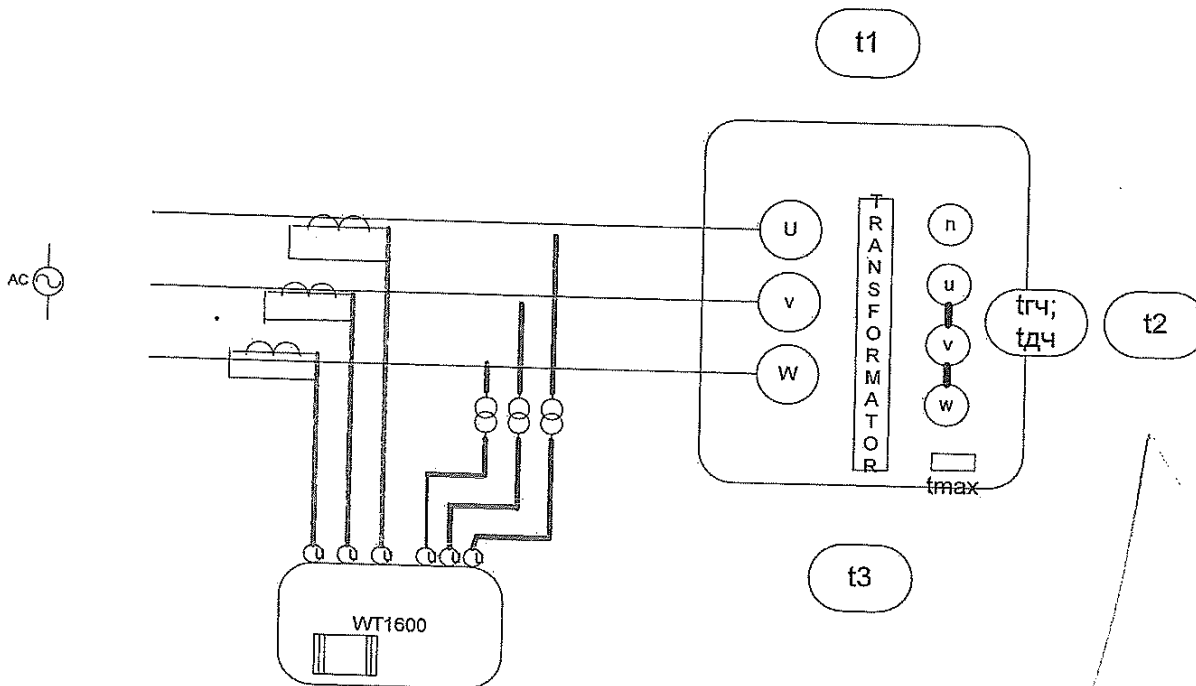 t1
U
n
TRANSFORMATOR
AC
u
v
tгч;
tдч
t2
v
W
w
tmax
t3
WT1600